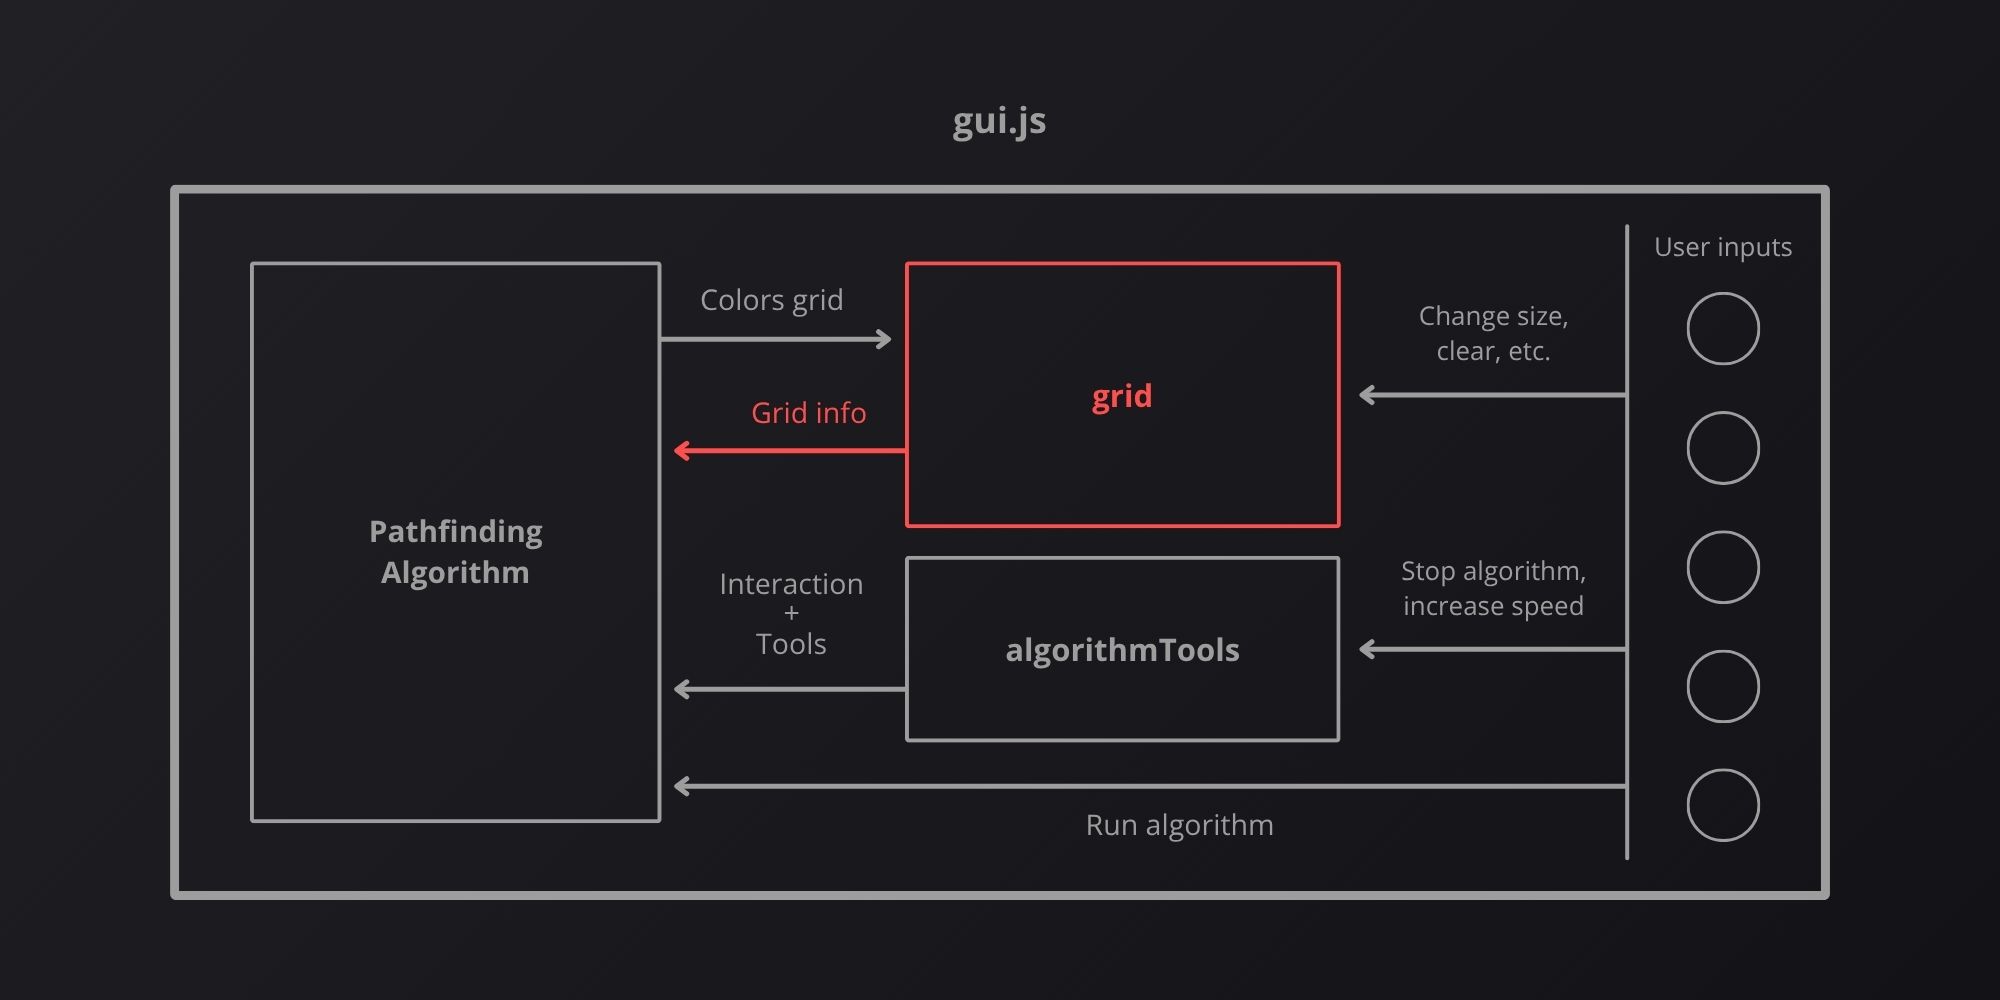 gui.js
User inputs
Colors grid
Change size,
clear, etc.
grid
Grid info
Pathfinding
Algorithm
Interaction
+
Tools
Stop algorithm,
increase speed
algorithmTools
Run algorithm